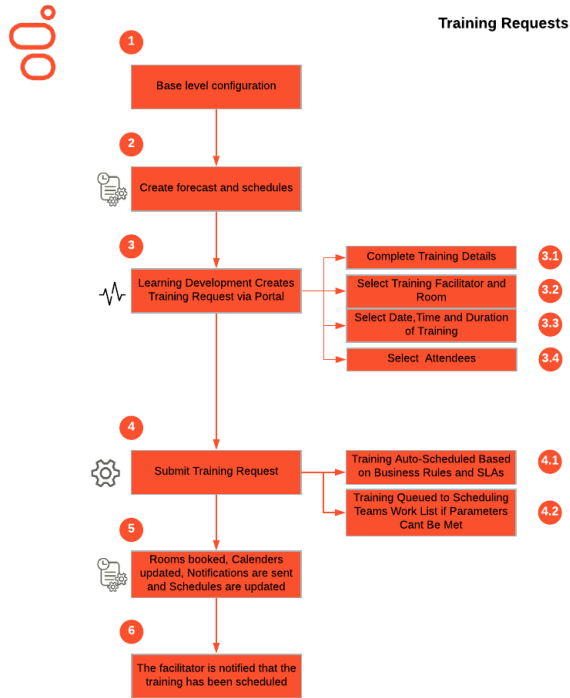 Training Requests
1
Base level configuration
2
Create forecast and schedules
3
Learning Development Creates
Training Request via Portal
Complete Training Details
3.1
Select Training Facilitator and
Room
3.2
Select Date,Time and Duration
of Training
3.3
Select Attendees
3.4
4
Submit Training Request
Training Auto-Scheduled Based
on Business Rules and SLAs
4.1
Training Queued to Scheduling
Teams Work List if Parameters
Cant Be Met
4.2
5
Rooms booked, Calenders
updated, Notifications are sent
and Schedules are updated
6
The facilitator is notified that the
training has been scheduled